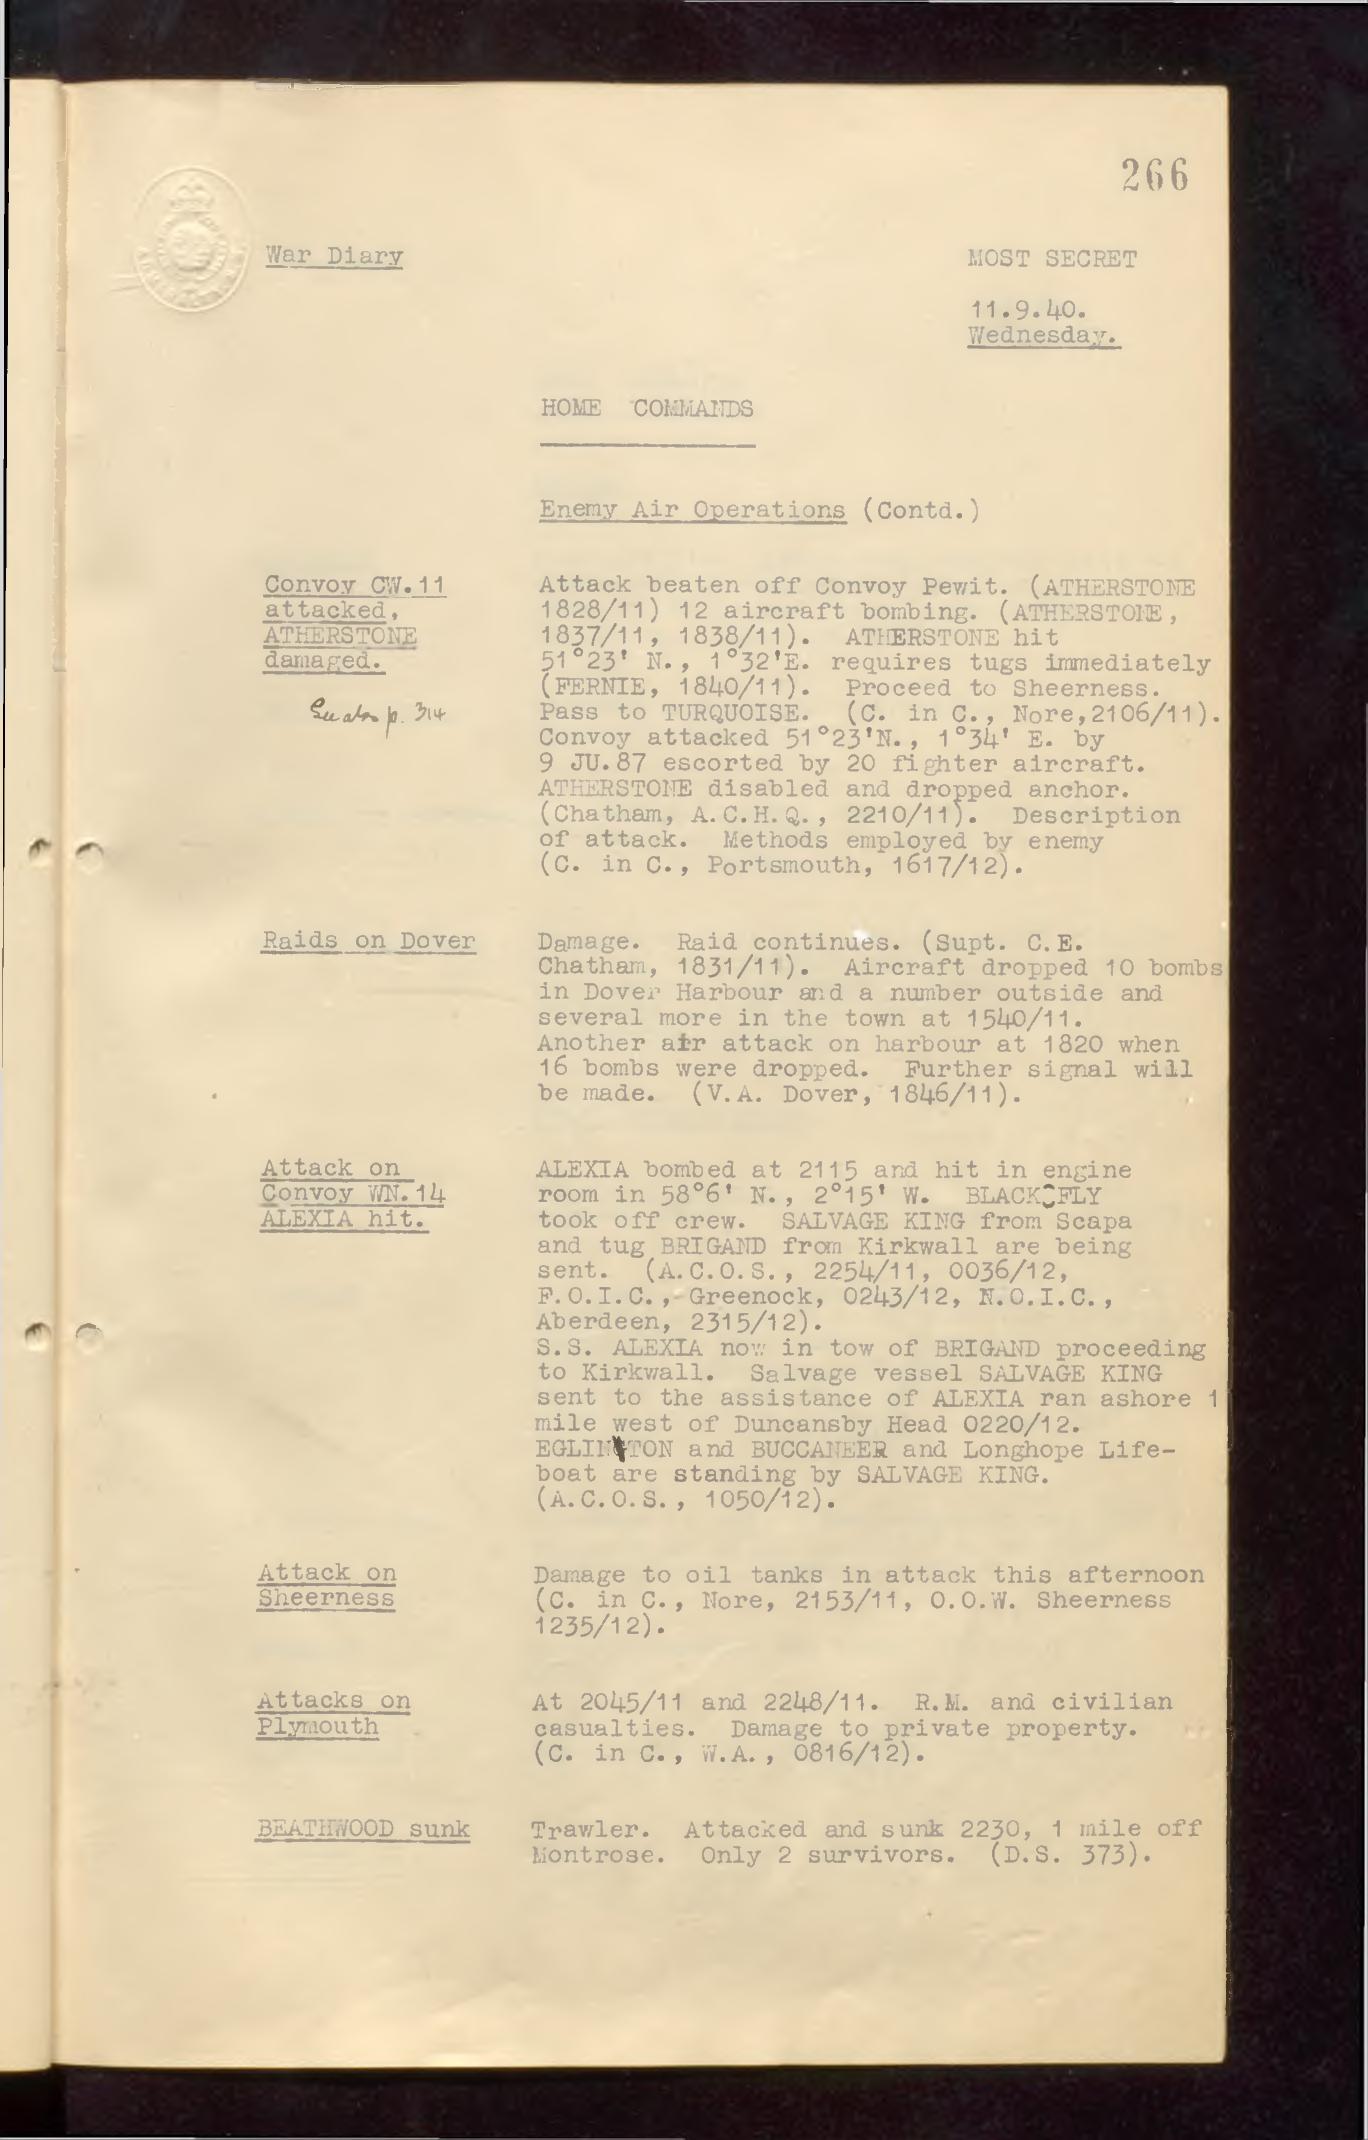 266
War Diary
MOST SECRET
11.9.40.
Wednesday.
HOME COMMANDS
Enemy Air Operations (Contd.)
Convoy CW.11
attacked,
ATHERSTONE
damaged.
See also p. 314
Attack beaten off Convoy Pewit. (ATHERSTONE
1828/11) 12 aircraft bombing. (ATHERSTONE,
1837/11, 1838/11). ATHERSTONE hit
51°23' N., 1°32'E. requires tugs immediately
(FERNIE, 1840/11). Proceed to Sheerness.
Pass to TURQUOISE. (C. in C., Nore,2106/11).
Convoy attacked 51°23'N., 1°34' E. by
9 JU.87 escorted by 20 fighter aircraft.
ATHERSTONE disabled and dropped anchor.
(Chatham, A.C.H.Q., 2210/11). Description
of attack. Methods employed by enemy
(C. in C., Portsmouth, 1617/12).
Raids on Dover
Damage. Raid continues. (Supt. C.E.
Chatham, 1831/11). Aircraft dropped 10 bombs
in Dover Harbour and a number outside and
several more in the town at 1540/11.
Another air attack on harbour at 1820 when
16 bombs were dropped. Further signal will
be made. (V.A. Dover, 1846/11).
Attack on
Convoy WN.14
ALEXIA hit.
ALEXIA bombed at 2115 and hit in engine
room in 58°6' N., 2°15' W. BLACKFLY
took off crew. SALVAGE KING from Scapa
and tug BRIGAND from Kirkwall are being
sent. (A.C.O.S., 2254/11, 0036/12,
F.O.I.C., Greenock, 0243/12, N.O.I.C.,
Aberdeen, 2315/12).
S.S. ALEXIA now in tow of BRIGAND proceeding
to Kirkwall. Salvage vessel SALVAGE KING
sent to the assistance of ALEXIA ran ashore 1
mile west of Duncansby Head 0220/12.
EGLINTON and BUCCANEER and Longhope Life-
boat are standing by SALVAGE KING.
(A.C.O.S., 1050/12).
Attack on
Sheerness
Damage to oil tanks in attack this afternoon
(C. in C., Nore, 2153/11, O.O.W. Sheerness
1235/12).
Attacks on
Plymouth
At 2045/11 and 2248/11. R.M. and civilian
casualties. Damage to private property.
(C. in C., W.A., 0816/12).
BEATHWOOD sunk
Trawler. Attacked and sunk 2230, 1 mile off
Montrose. Only 2 survivors. (D.S. 373).